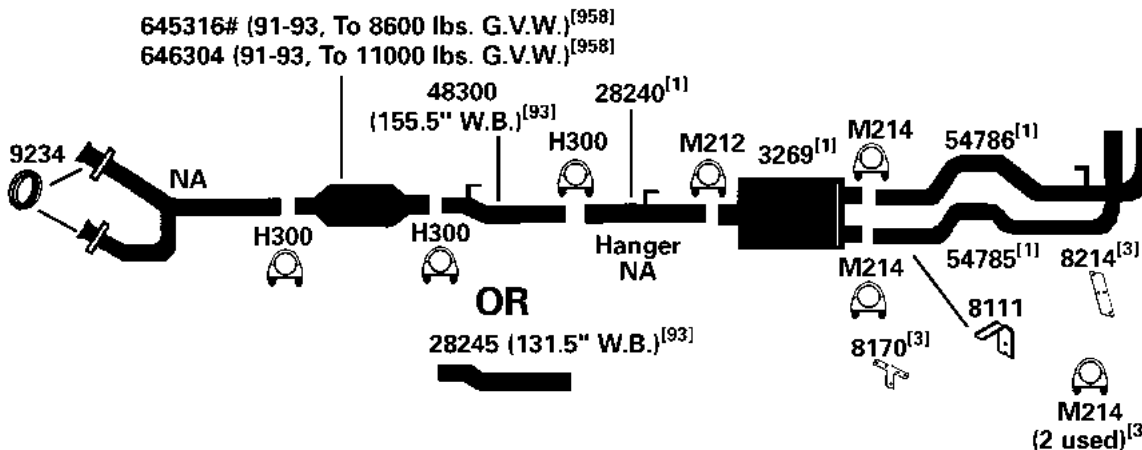 645316# (91-93, To 8600 lbs. G.V.W.)[958]
646304 (91-93, To 11000 lbs. G.V.W.)[958]
48300
(155.5" W.B.)[93]
28240[1]
H300
M212
3269[1]
M214
54786[1]
9234
NA
H300
H300
Hanger
NA
M214
54785[1]
8214[3]
OR
8111
28245 (131.5" W.B.)[93]
8170[3]
M214
(2 used)[3